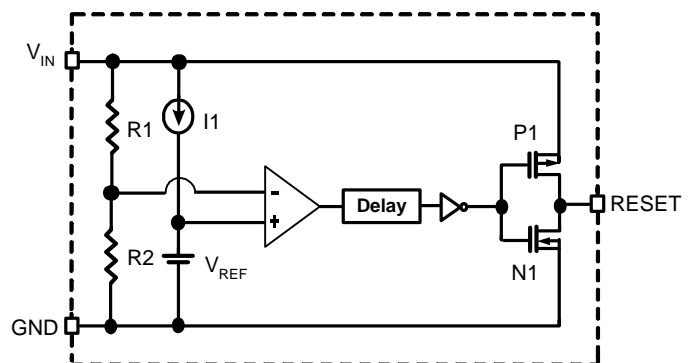 VIN
R1
I1
P1
-
+
Delay
RESET
R2
VREF
N1
GND